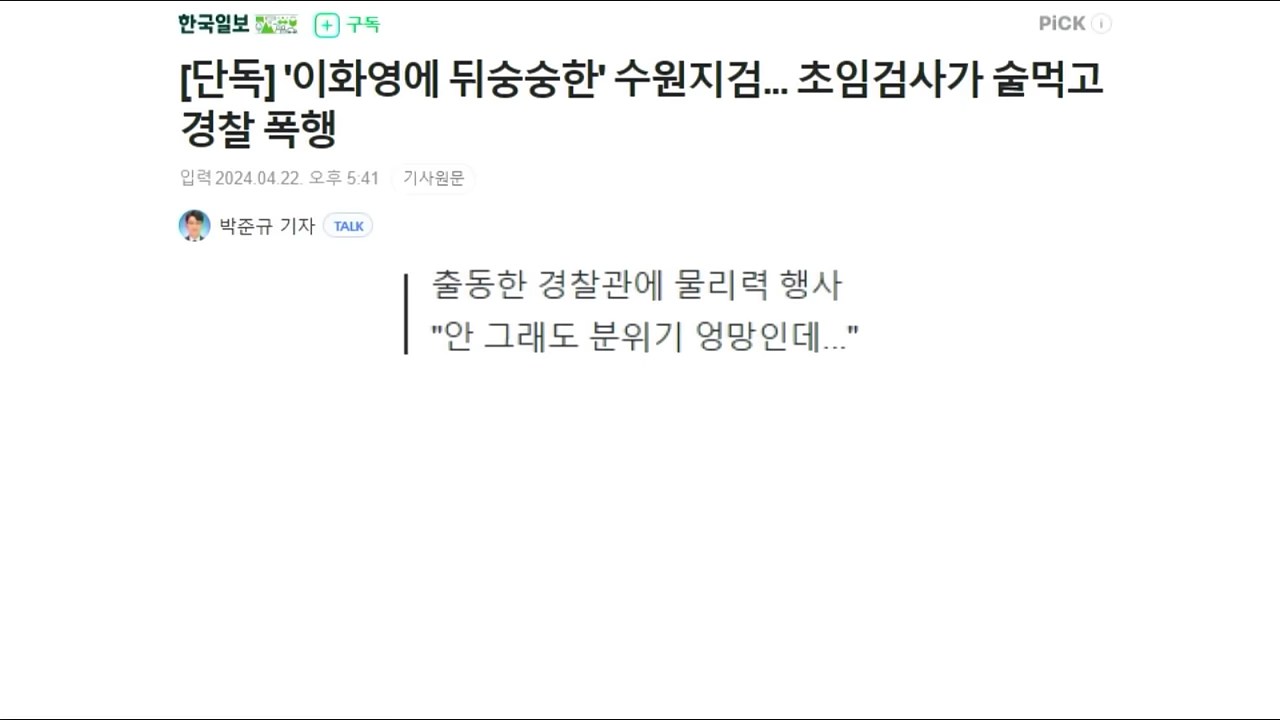 한국일보 구독 PiCK
[단독] '이화영에 뒤숭숭한' 수원지검... 초임검사가 술먹고
경찰 폭행
입력 2024.04.22. 오후 5:41 기사원문
박준규 기자 TALK
출동한 경찰관에 물리력 행사
"안 그래도 분위기 엉망인데..."